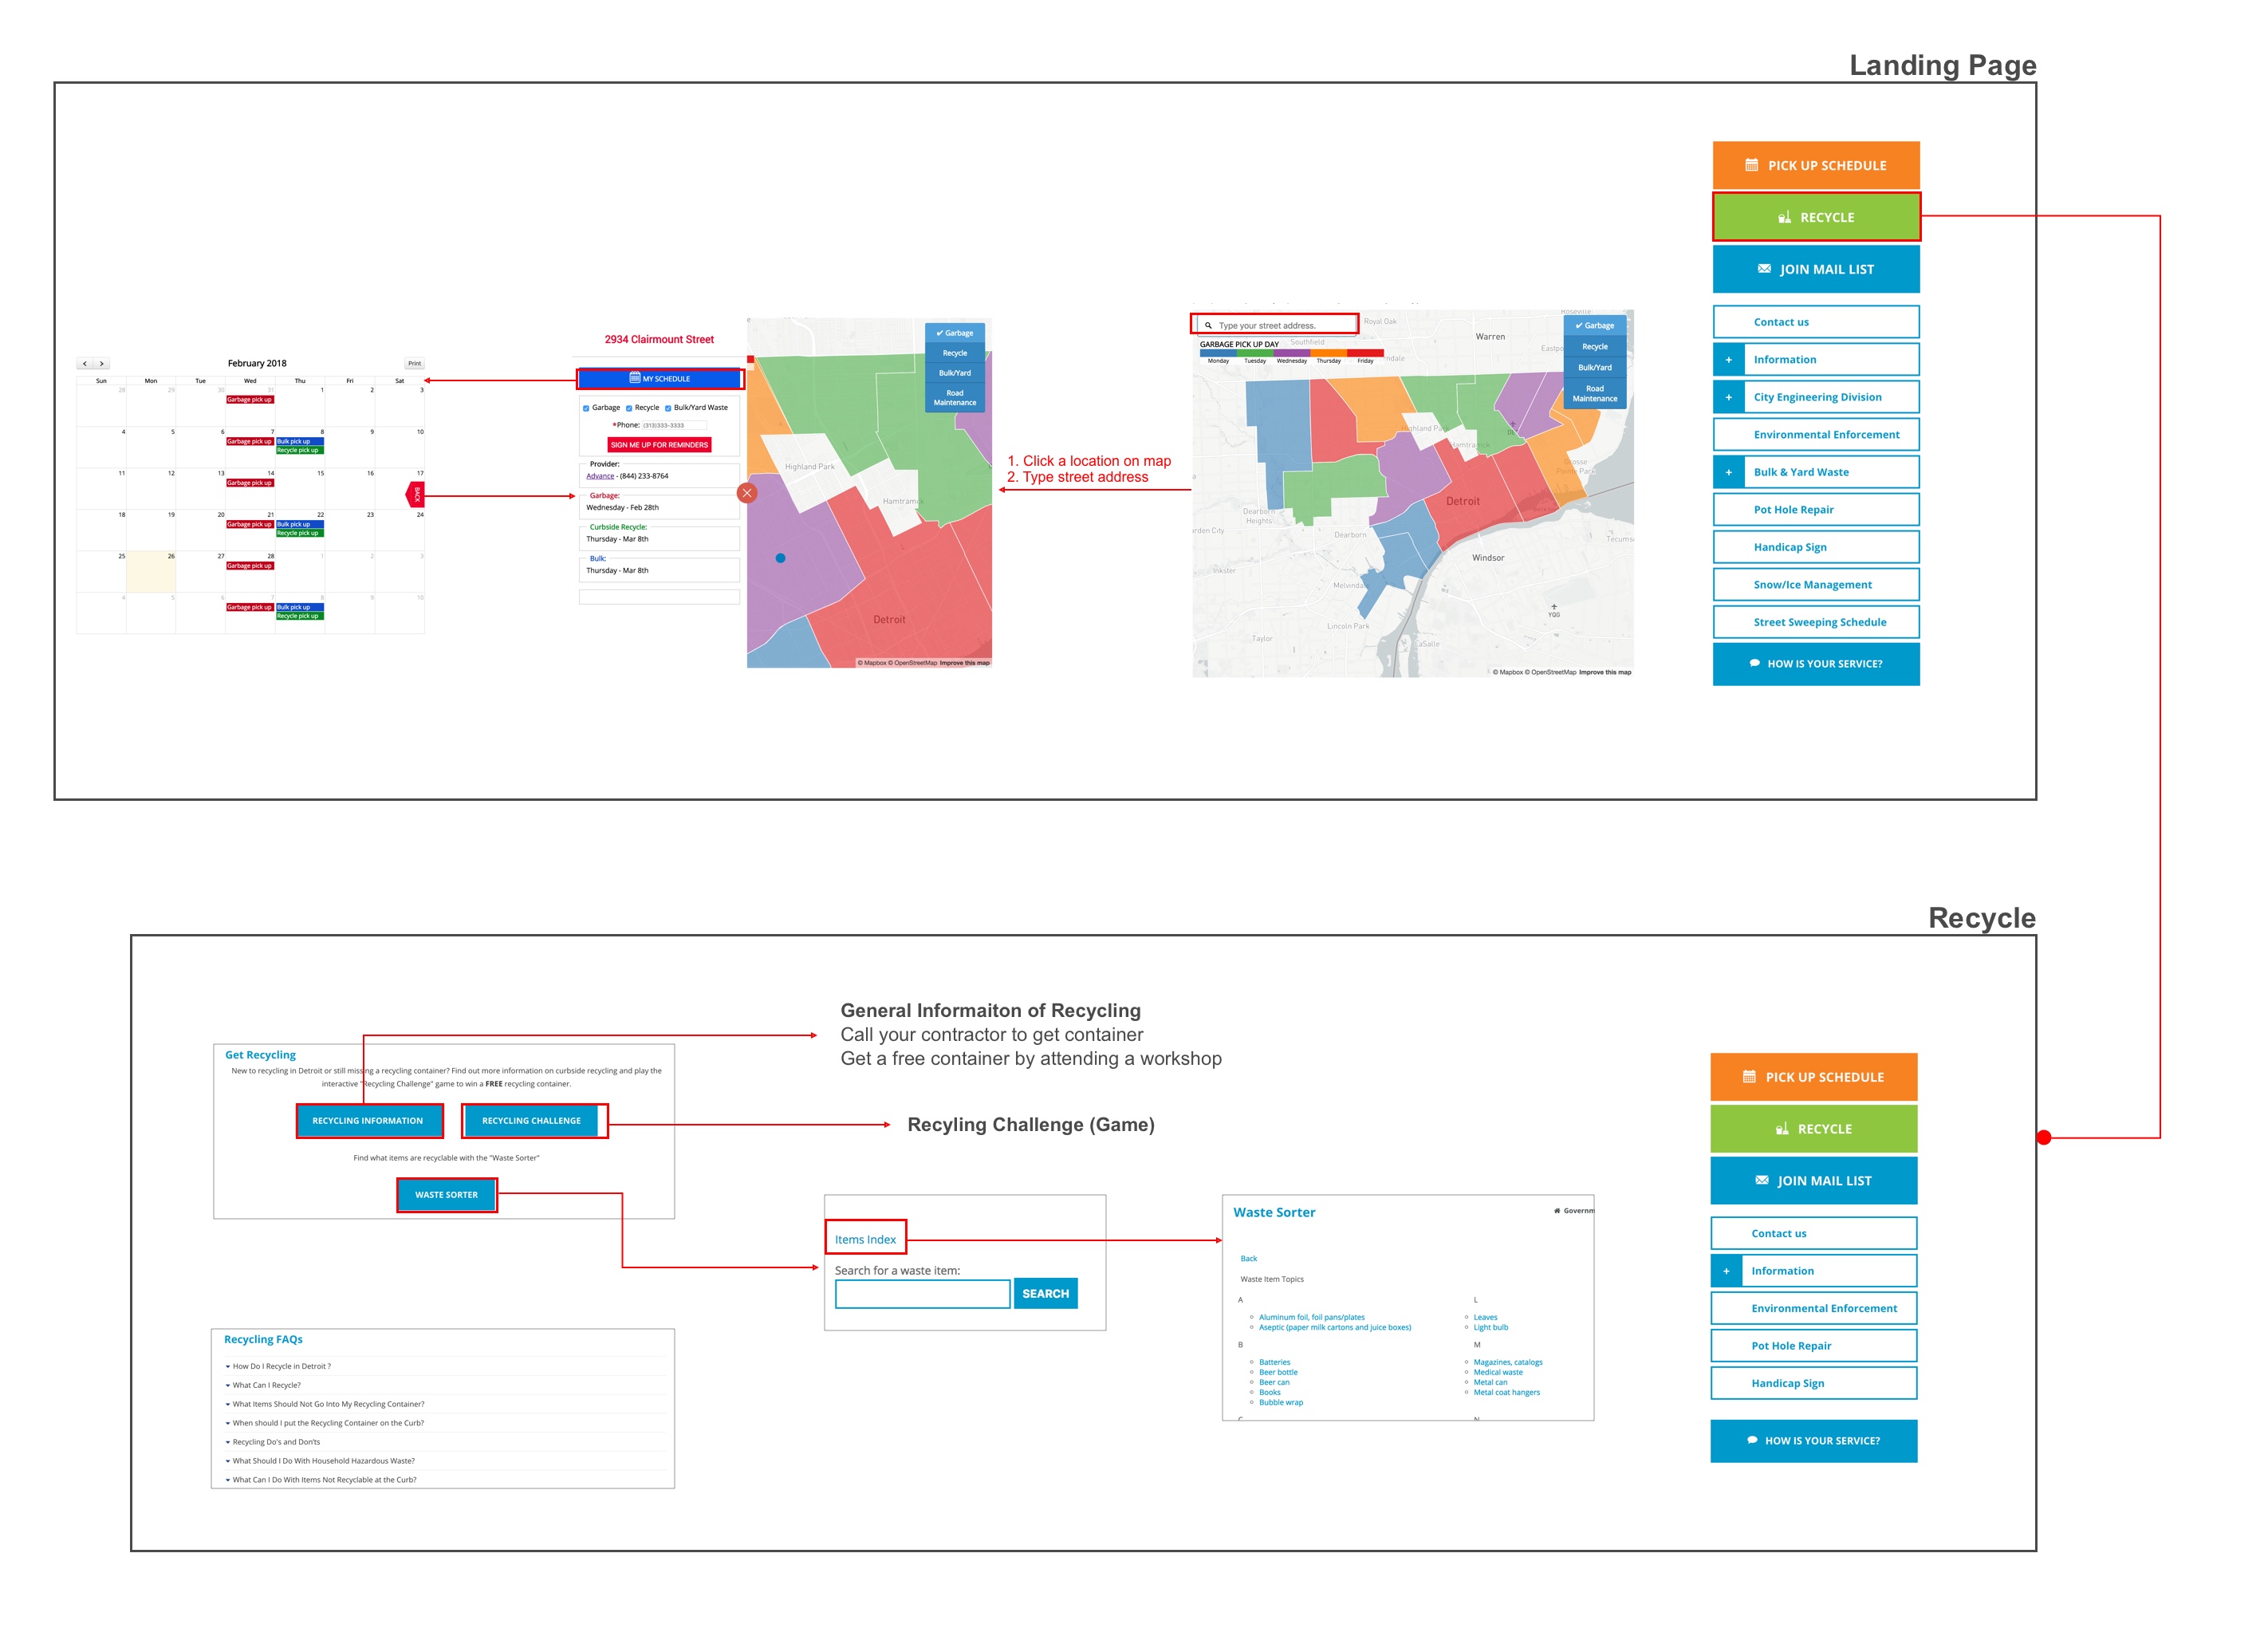 Landing Page
PICK UP SCHEDULE
RECYCLE
JOIN MAIL LIST
Contact us
+ Information
+ City Engineering Division
Environmental Enforcement
+ Bulk & Yard Waste
Pot Hole Repair
Handicap Sign
Snow/Ice Management
Street Sweeping Schedule
HOW IS YOUR SERVICE?
Type your street address.
GARBAGE PICK UP DAY
Monday Tuesday Wednesday Thursday Friday
✔ Garbage
Recycle
Bulk/Yard
Road
Maintenance
Roseville
Royal Oak
Warren
Southfield
Highland Park
Hamtramck
Grosse
Pointe Park
Detroit
Dearborn
Heights
Dearborn
Inkster
Melvindale
Windsor
Lincoln Park
Taylor
LaSalle
YQG
© Mapbox © OpenStreetMap Improve this map
1. Click a location on map
2. Type street address
✔ Garbage
Recycle
Bulk/Yard
Road
Maintenance
Highland Park
Hamtramck
Detroit
© Mapbox © OpenStreetMap Improve this map
2934 Clairmount Street
MY SCHEDULE
Garbage Recycle Bulk/Yard Waste
*Phone: (313)333-3333
SIGN ME UP FOR REMINDERS
Provider:
Advance - (844) 233-8764
Garbage:
Wednesday - Feb 28th
Curbside Recycle:
Thursday - Mar 8th
Bulk:
Thursday - Mar 8th
< > February 2018 Print
Sun Mon Tue Wed Thu Fri Sat
28 29 30 31 1 2 3
Garbage pick up
4 5 6 7 8 9 10
Garbage pick up Bulk pick up
Recycle pick up
11 12 13 14 15 16 17
Garbage pick up
BACK
18 19 20 21 22 23 24
Garbage pick up Bulk pick up
Recycle pick up
25 26 27 28 1 2 3
Garbage pick up
4 5 6 7 8 9 10
Garbage pick up Bulk pick up
Recycle pick up
Recycle
General Informaiton of Recycling
Call your contractor to get container
Get a free container by attending a workshop
Get Recycling
New to recycling in Detroit or still missing a recycling container? Find out more information on curbside recycling and play the
interactive "Recycling Challenge" game to win a FREE recycling container.
RECYCLING INFORMATION
RECYCLING CHALLENGE
Recyling Challenge (Game)
Find what items are recyclable with the "Waste Sorter"
WASTE SORTER
Items Index
Search for a waste item:
SEARCH
Waste Sorter
Governm
Back
Waste Item Topics
A
Aluminum foil, foil pans/plates
Aseptic (paper milk cartons and juice boxes)
B
Batteries
Beer bottle
Beer can
Books
Bubble wrap
C
L
Leaves
Light bulb
M
Magazines, catalogs
Medical waste
Metal can
Metal coat hangers
N
Recycling FAQs
How Do I Recycle in Detroit ?
What Can I Recycle?
What Items Should Not Go Into My Recycling Container?
When should I put the Recycling Container on the Curb?
Recycling Do's and Don'ts
What Should I Do With Household Hazardous Waste?
What Can I Do With Items Not Recyclable at the Curb?
PICK UP SCHEDULE
RECYCLE
JOIN MAIL LIST
Contact us
+ Information
Environmental Enforcement
Pot Hole Repair
Handicap Sign
HOW IS YOUR SERVICE?